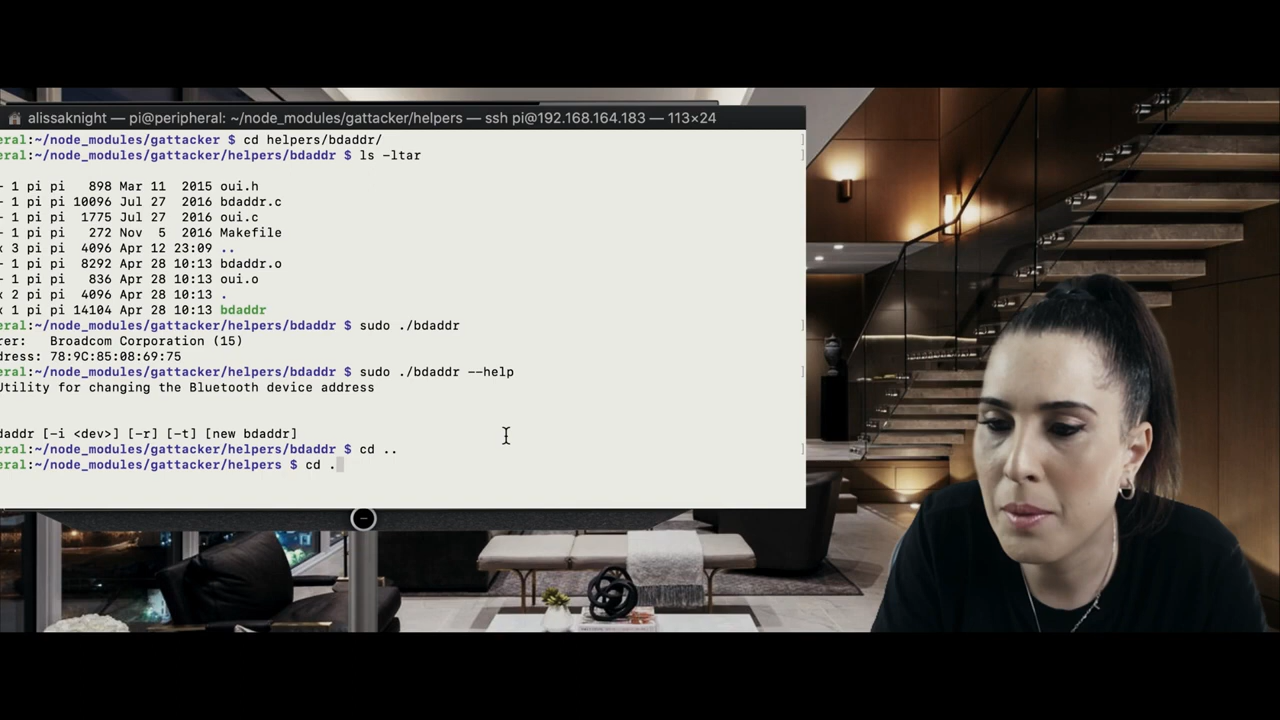 alissaknight — pi@peripheral: ~/node_modules/gattacker/helpers — ssh pi@192.168.164.183 — 113×24
eral:~/node_modules/gattacker $ cd helpers/bdaddr/
eral:~/node_modules/gattacker/helpers/bdaddr $ ls -ltar
- 1 pi pi   898 Mar 11  2015 oui.h
- 1 pi pi 10096 Jul 27  2016 bdaddr.c
- 1 pi pi  1775 Jul 27  2016 oui.c
- 1 pi pi   272 Nov  5  2016 Makefile
x 3 pi pi  4096 Apr 12 23:09 ..
- 1 pi pi  8292 Apr 28 10:13 bdaddr.o
- 1 pi pi   836 Apr 28 10:13 oui.o
x 2 pi pi  4096 Apr 28 10:13 .
x 1 pi pi 14104 Apr 28 10:13 bdaddr
eral:~/node_modules/gattacker/helpers/bdaddr $ sudo ./bdaddr
rer:   Broadcom Corporation (15)
dress: 78:9C:85:08:69:75
eral:~/node_modules/gattacker/helpers/bdaddr $ sudo ./bdaddr --help
Utility for changing the Bluetooth device address
daddr [-i <dev>] [-r] [-t] [new bdaddr]
eral:~/node_modules/gattacker/helpers/bdaddr $ cd ..
eral:~/node_modules/gattacker/helpers $ cd .